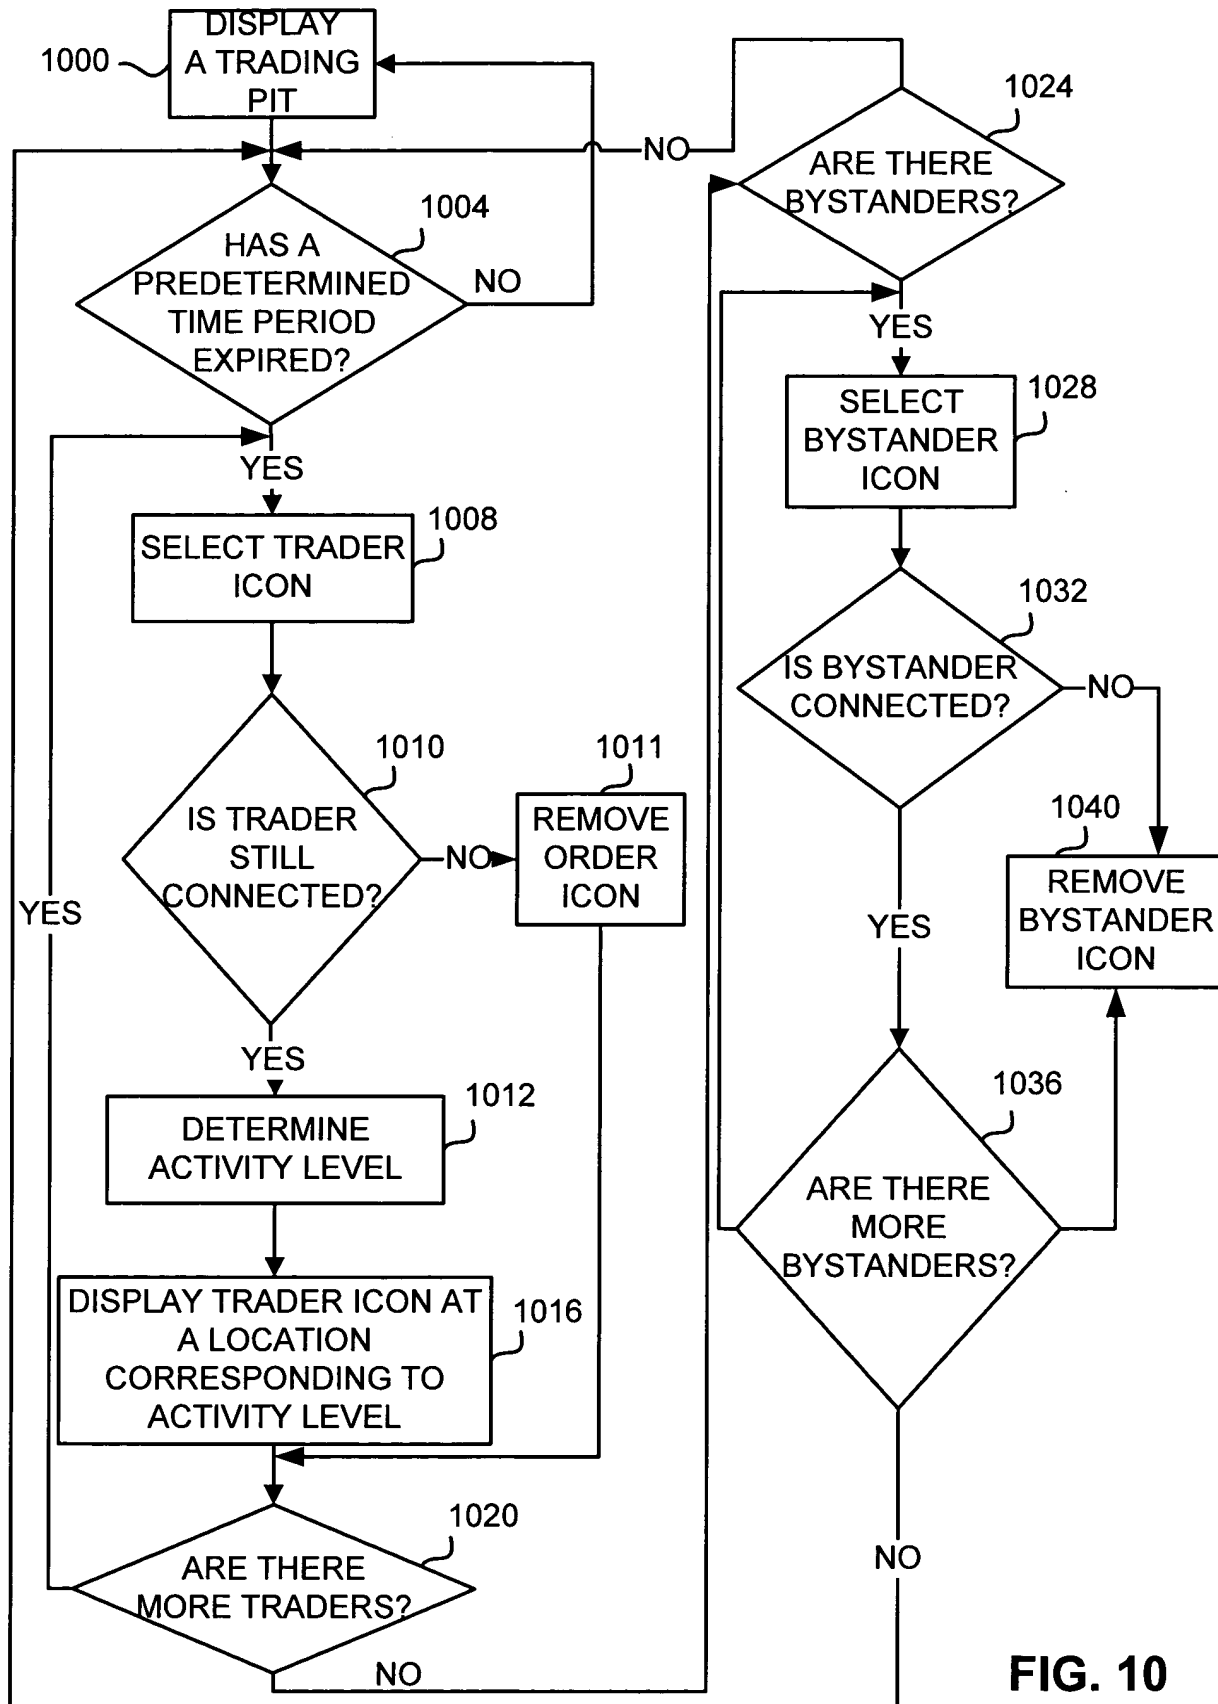 DISPLAY
A TRADING
PIT
1000
NO
1024
ARE THERE
BYSTANDERS?
1004
HAS A
PREDETERMINED
TIME PERIOD
EXPIRED?
NO
YES
YES
1008
SELECT TRADER
ICON
1028
SELECT
BYSTANDER
ICON
1032
IS BYSTANDER
CONNECTED?
NO
1010
IS TRADER
STILL
CONNECTED?
NO
1011
REMOVE
ORDER
ICON
1040
REMOVE
BYSTANDER
ICON
YES
YES
YES
1012
DETERMINE
ACTIVITY LEVEL
1036
ARE THERE
MORE
BYSTANDERS?
1016
DISPLAY TRADER ICON AT
A LOCATION
CORRESPONDING TO
ACTIVITY LEVEL
1020
ARE THERE
MORE TRADERS?
NO
NO
FIG. 10